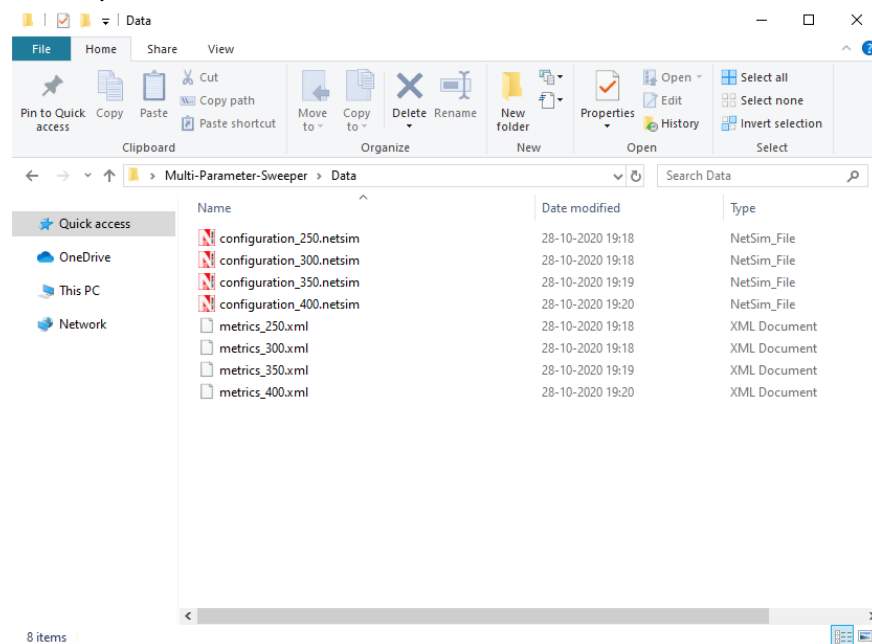 Data
File Home Share View
Pin to Quick access Copy Paste Cut Copy path Paste shortcut Move to Copy to Delete Rename New folder Properties Open Edit History Select all Select none Invert selection
Clipboard Organize New Open Select
Multi-Parameter-Sweeper > Data Search Data
Quick access
OneDrive
This PC
Network
Name Date modified Type
configuration_250.netsim 28-10-2020 19:18 NetSim_File
configuration_300.netsim 28-10-2020 19:18 NetSim_File
configuration_350.netsim 28-10-2020 19:19 NetSim_File
configuration_400.netsim 28-10-2020 19:20 NetSim_File
metrics_250.xml 28-10-2020 19:18 XML Document
metrics_300.xml 28-10-2020 19:18 XML Document
metrics_350.xml 28-10-2020 19:19 XML Document
metrics_400.xml 28-10-2020 19:20 XML Document
8 items